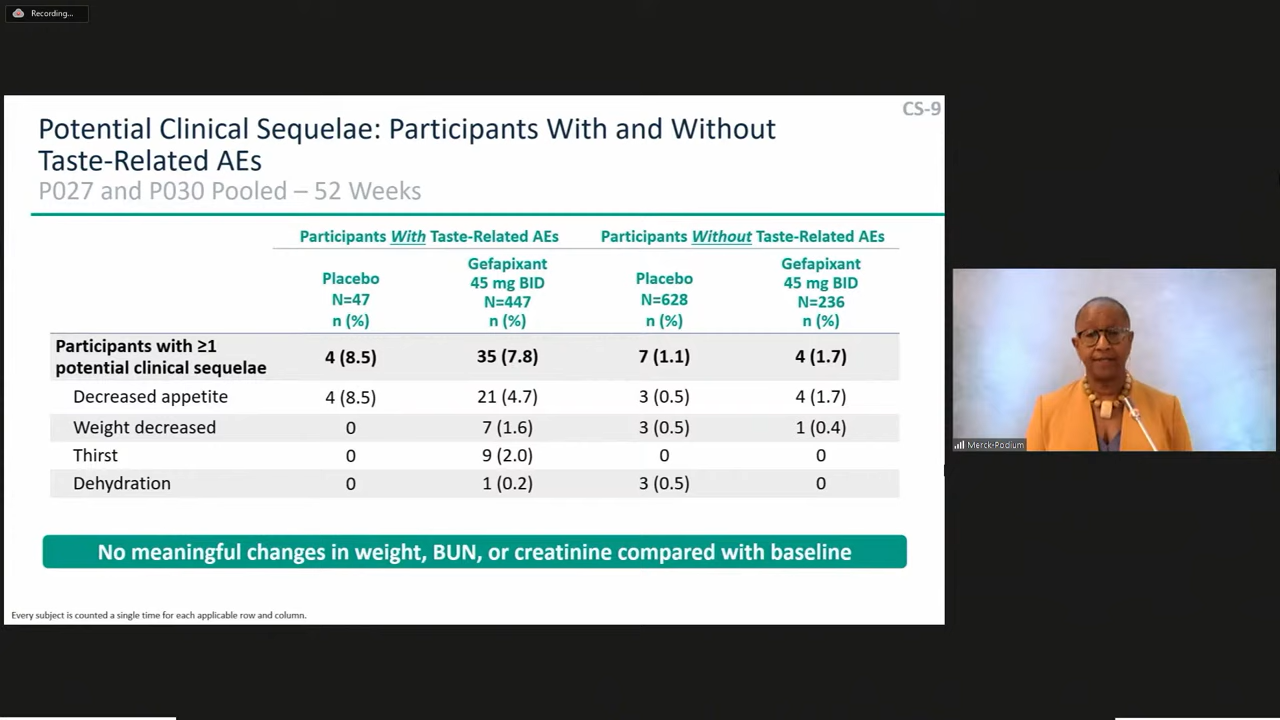 Recording...
CS-9
Potential Clinical Sequelae: Participants With and Without
Taste-Related AEs
P027 and P030 Pooled – 52 Weeks
Participants With Taste-Related AEs Participants Without Taste-Related AEs
Placebo
N=47
n (%)
Gefapixant
45 mg BID
N=447
n (%)
Placebo
N=628
n (%)
Gefapixant
45 mg BID
N=236
n (%)
Participants with ≥1
potential clinical sequelae 4 (8.5) 35 (7.8) 7 (1.1) 4 (1.7)
Decreased appetite 4 (8.5) 21 (4.7) 3 (0.5) 4 (1.7)
Weight decreased 0 7 (1.6) 3 (0.5) 1 (0.4)
Thirst 0 9 (2.0) 0 0
Dehydration 0 1 (0.2) 3 (0.5) 0
No meaningful changes in weight, BUN, or creatinine compared with baseline
Every subject is counted a single time for each applicable row and column.
Merck-Podium